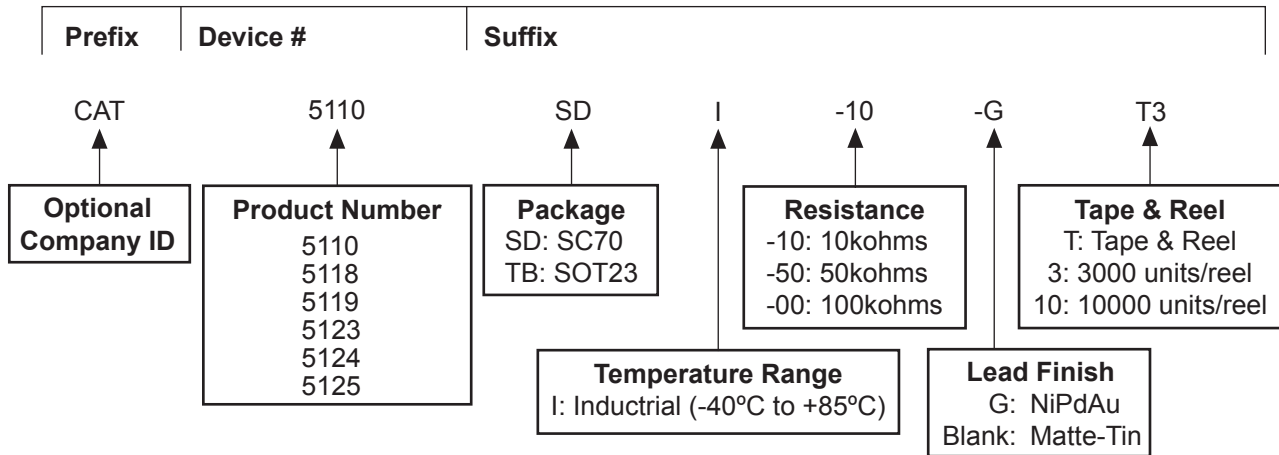 Prefix
Device #
Suffix
CAT
5110
SD
I
-10
-G
T3
Optional
Company ID
Product Number
5110
5118
5119
5123
5124
5125
Package
SD: SC70
TB: SOT23
Resistance
-10: 10kohms
-50: 50kohms
-00: 100kohms
Tape & Reel
T: Tape & Reel
3: 3000 units/reel
10: 10000 units/reel
Temperature Range
I: Inductrial (-40ºC to +85ºC)
Lead Finish
G: NiPdAu
Blank: Matte-Tin